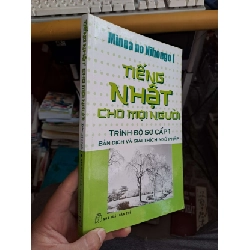 Minna no Nihongo I
TIẾNG
NHẬT
CHO MỌI NGƯỜI
TRÌNH ĐỘ SƠ CẤP 1
BẢN DỊCH VÀ GIẢI THÍCH NGỮ PHÁP